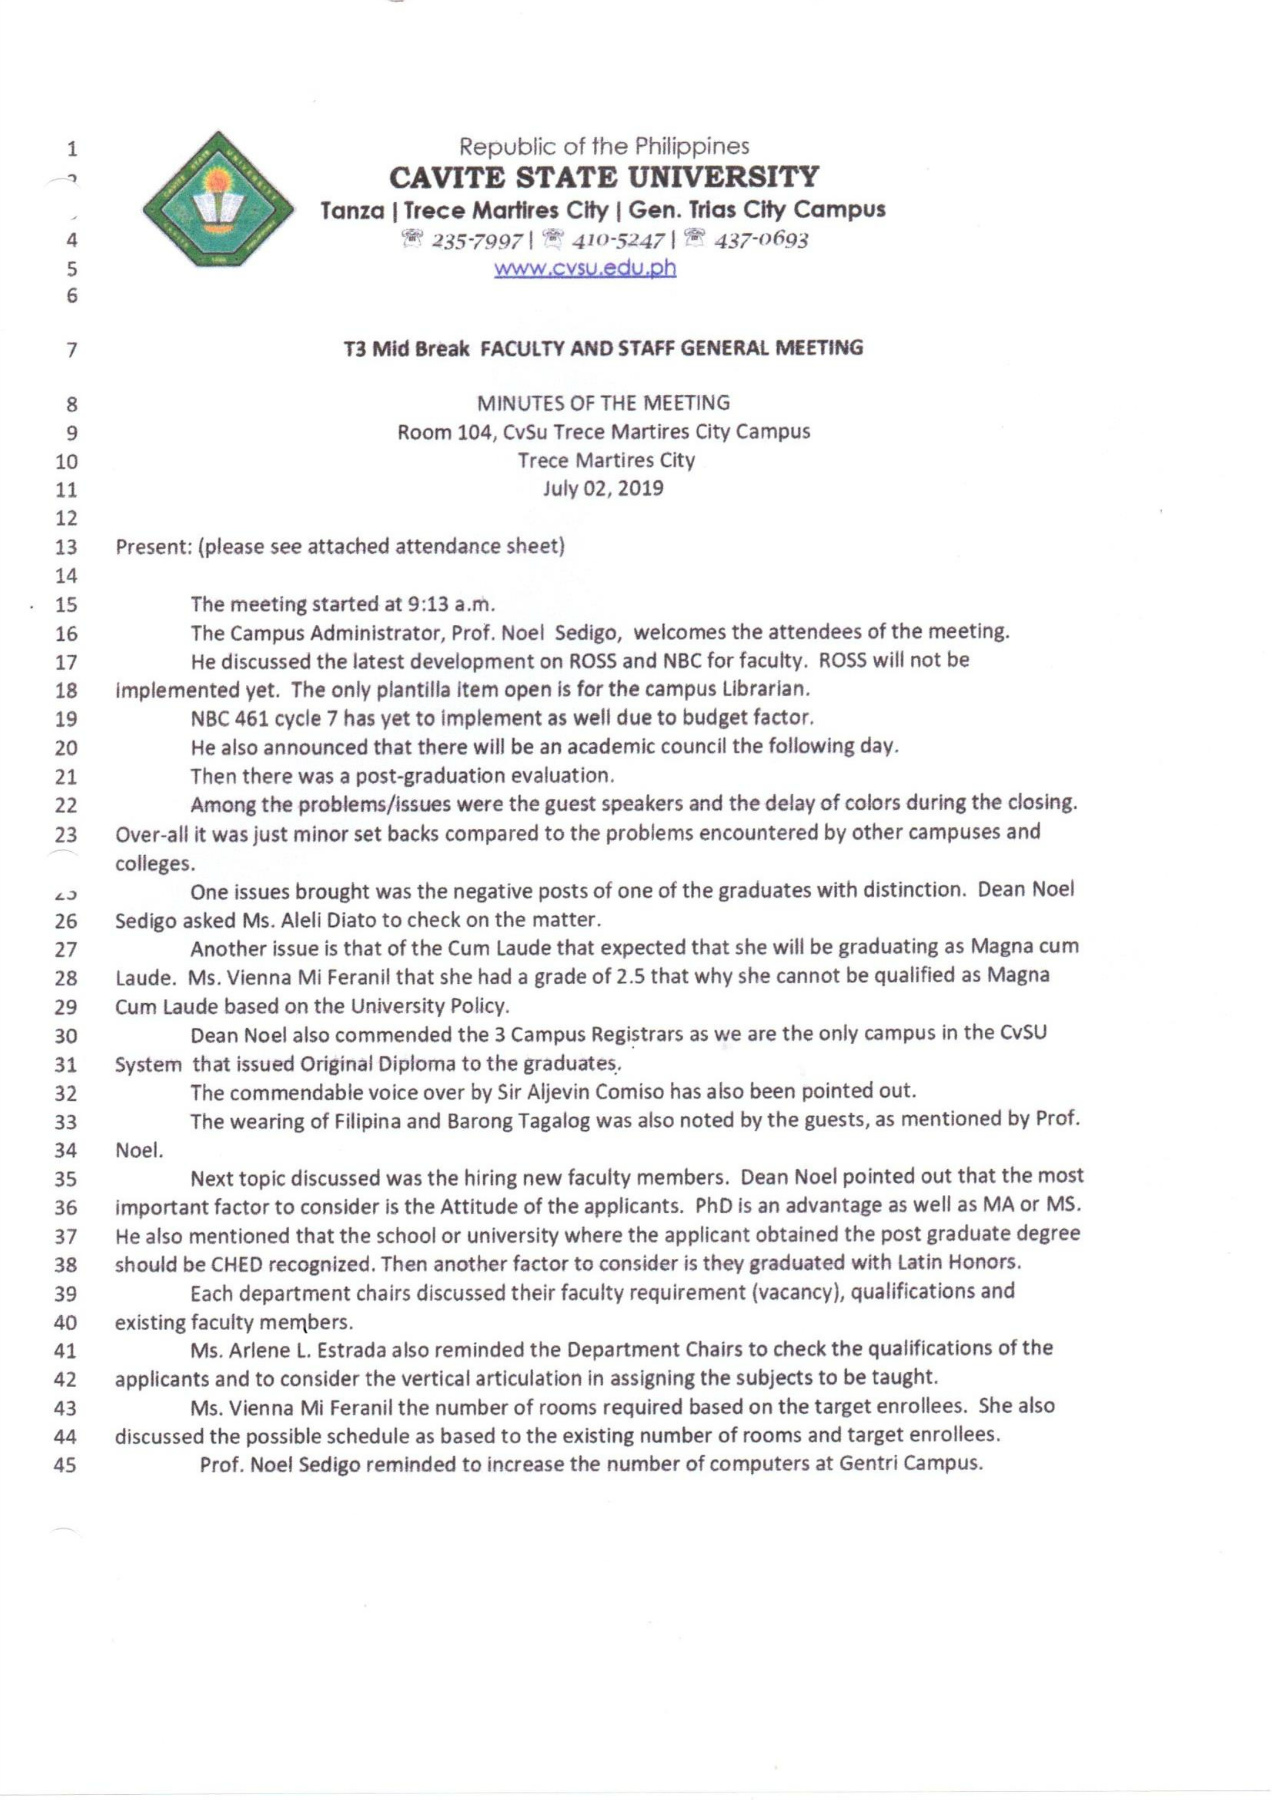 1 Republic of the Philippines
CAVITE STATE UNIVERSITY
Tanza | Trece Martires City | Gen. Trias City Campus
4 ☏ 235-7997 | ☏ 410-5247 | ☏ 437-0693
5 www.cvsu.edu.ph
6
7 T3 Mid Break FACULTY AND STAFF GENERAL MEETING
8 MINUTES OF THE MEETING
9 Room 104, CvSu Trece Martires City Campus
10 Trece Martires City
11 July 02, 2019
12
13 Present: (please see attached attendance sheet)
14
15 The meeting started at 9:13 a.m.
16 The Campus Administrator, Prof. Noel Sedigo, welcomes the attendees of the meeting.
17 He discussed the latest development on ROSS and NBC for faculty. ROSS will not be
18 implemented yet. The only plantilla item open is for the campus Librarian.
19 NBC 461 cycle 7 has yet to implement as well due to budget factor.
20 He also announced that there will be an academic council the following day.
21 Then there was a post-graduation evaluation.
22 Among the problems/issues were the guest speakers and the delay of colors during the closing.
23 Over-all it was just minor set backs compared to the problems encountered by other campuses and
colleges.
One issues brought was the negative posts of one of the graduates with distinction. Dean Noel
26 Sedigo asked Ms. Aleli Diato to check on the matter.
27 Another issue is that of the Cum Laude that expected that she will be graduating as Magna cum
28 Laude. Ms. Vienna Mi Feranil that she had a grade of 2.5 that why she cannot be qualified as Magna
29 Cum Laude based on the University Policy.
30 Dean Noel also commended the 3 Campus Registrars as we are the only campus in the CvSU
31 System that issued Original Diploma to the graduates.
32 The commendable voice over by Sir Aljevin Comiso has also been pointed out.
33 The wearing of Filipina and Barong Tagalog was also noted by the guests, as mentioned by Prof.
34 Noel.
35 Next topic discussed was the hiring new faculty members. Dean Noel pointed out that the most
36 important factor to consider is the Attitude of the applicants. PhD is an advantage as well as MA or MS.
37 He also mentioned that the school or university where the applicant obtained the post graduate degree
38 should be CHED recognized. Then another factor to consider is they graduated with Latin Honors.
39 Each department chairs discussed their faculty requirement (vacancy), qualifications and
40 existing faculty members.
41 Ms. Arlene L. Estrada also reminded the Department Chairs to check the qualifications of the
42 applicants and to consider the vertical articulation in assigning the subjects to be taught.
43 Ms. Vienna Mi Feranil the number of rooms required based on the target enrollees. She also
44 discussed the possible schedule as based to the existing number of rooms and target enrollees.
45 Prof. Noel Sedigo reminded to increase the number of computers at Gentri Campus.